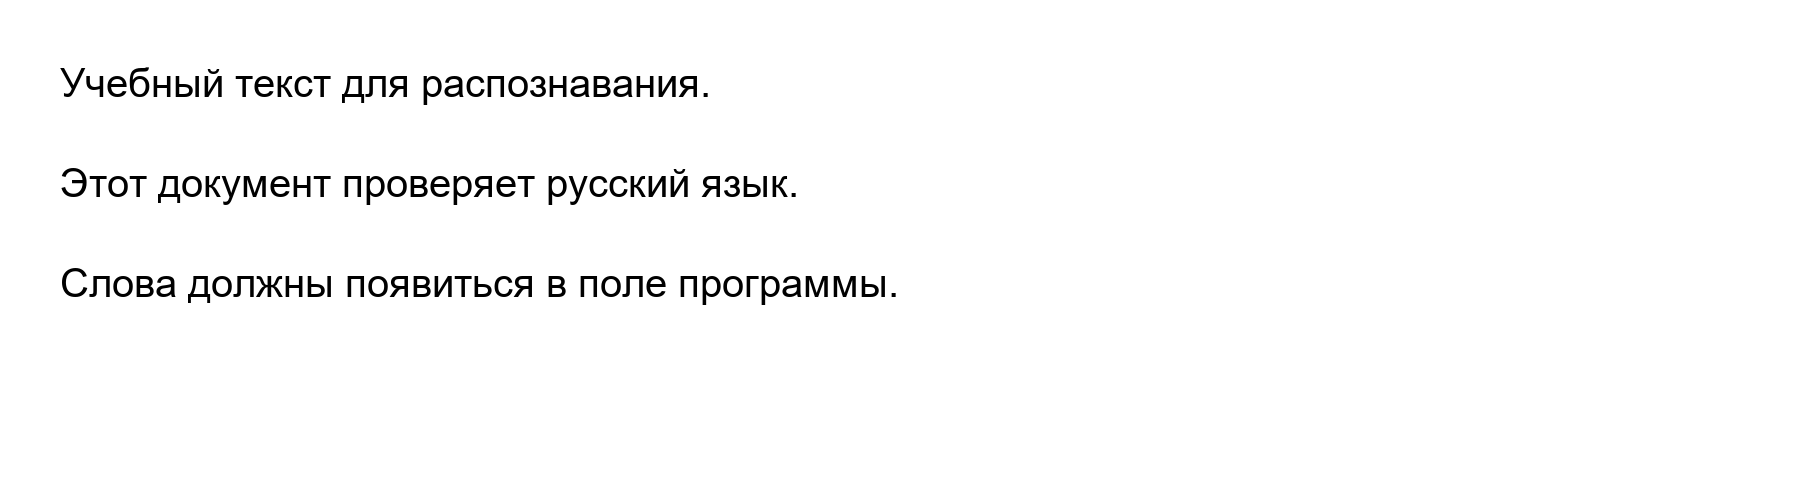 Учебный текст для распознавания.
Этот документ проверяет русский язык.
Слова должны появиться в поле программы.